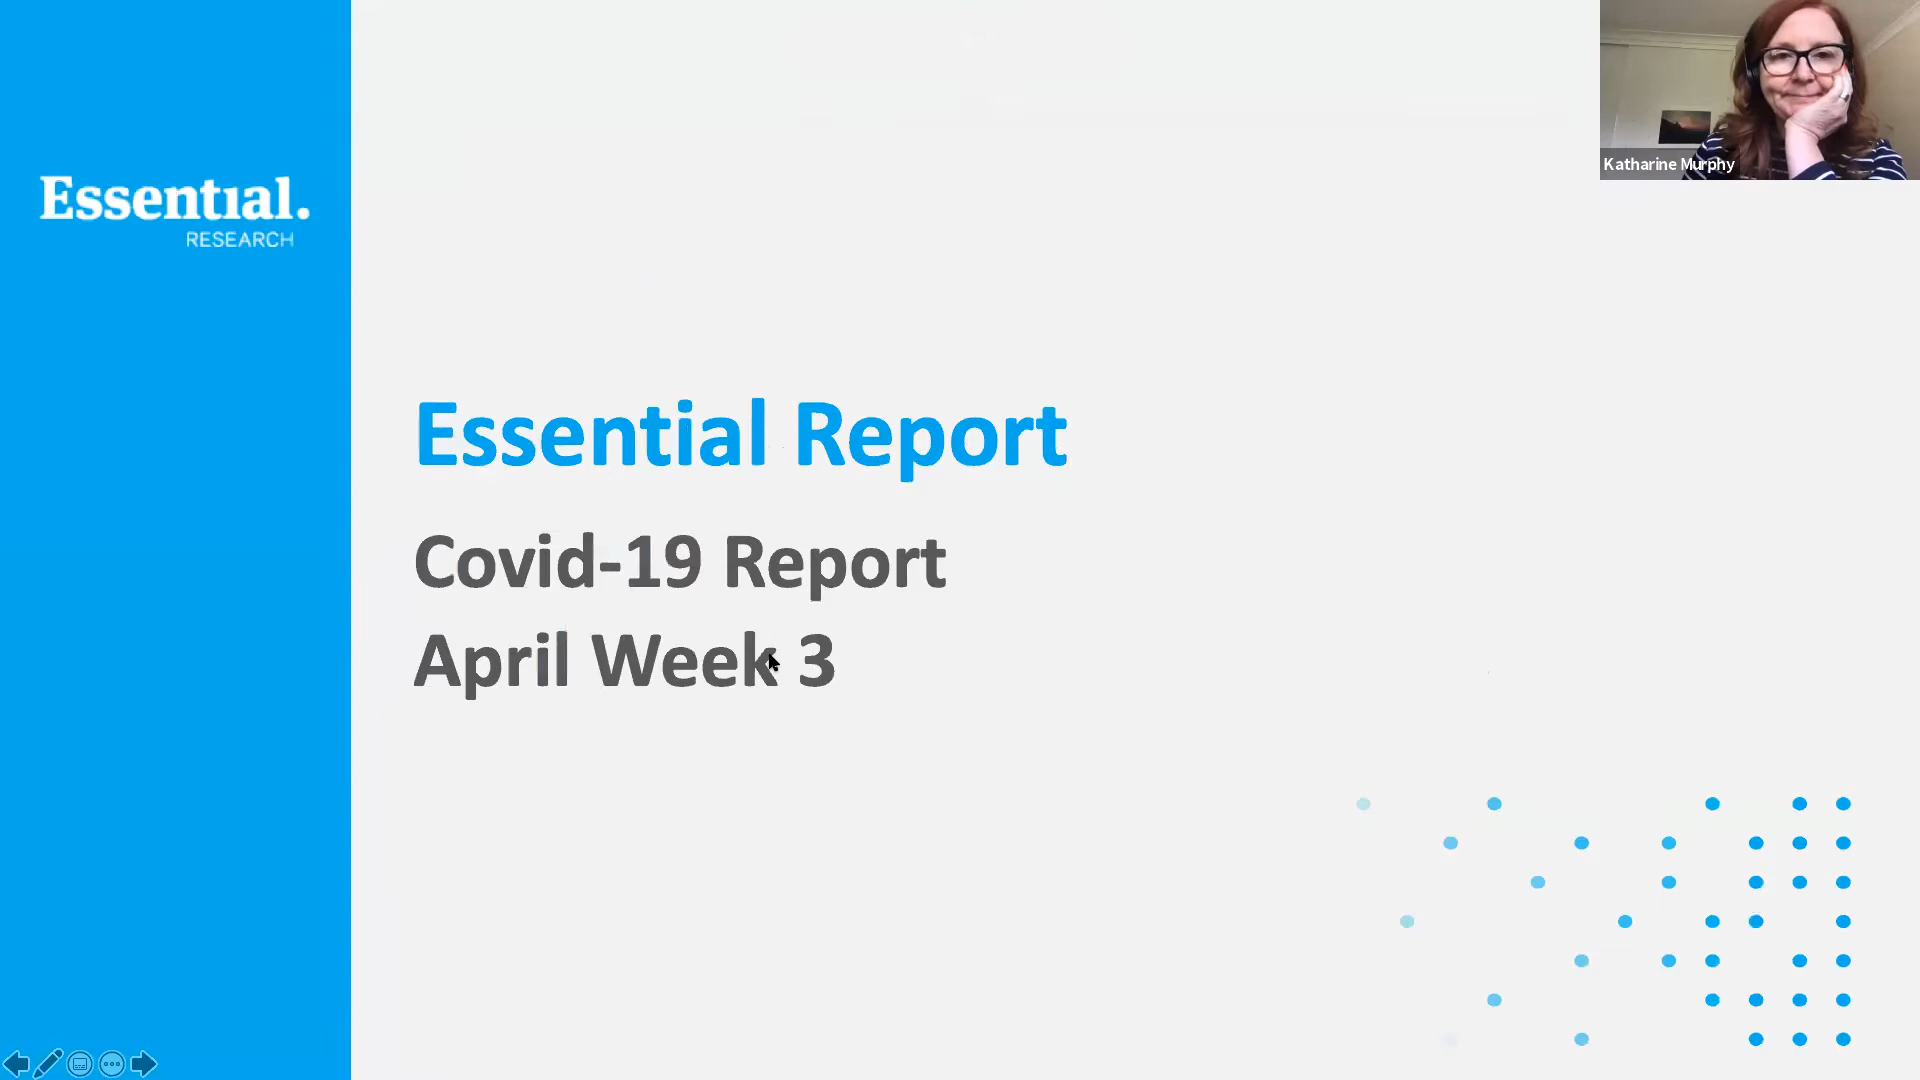 Essential.
RESEARCH
Essential Report
Covid-19 Report
April Week 3
Katharine Murphy